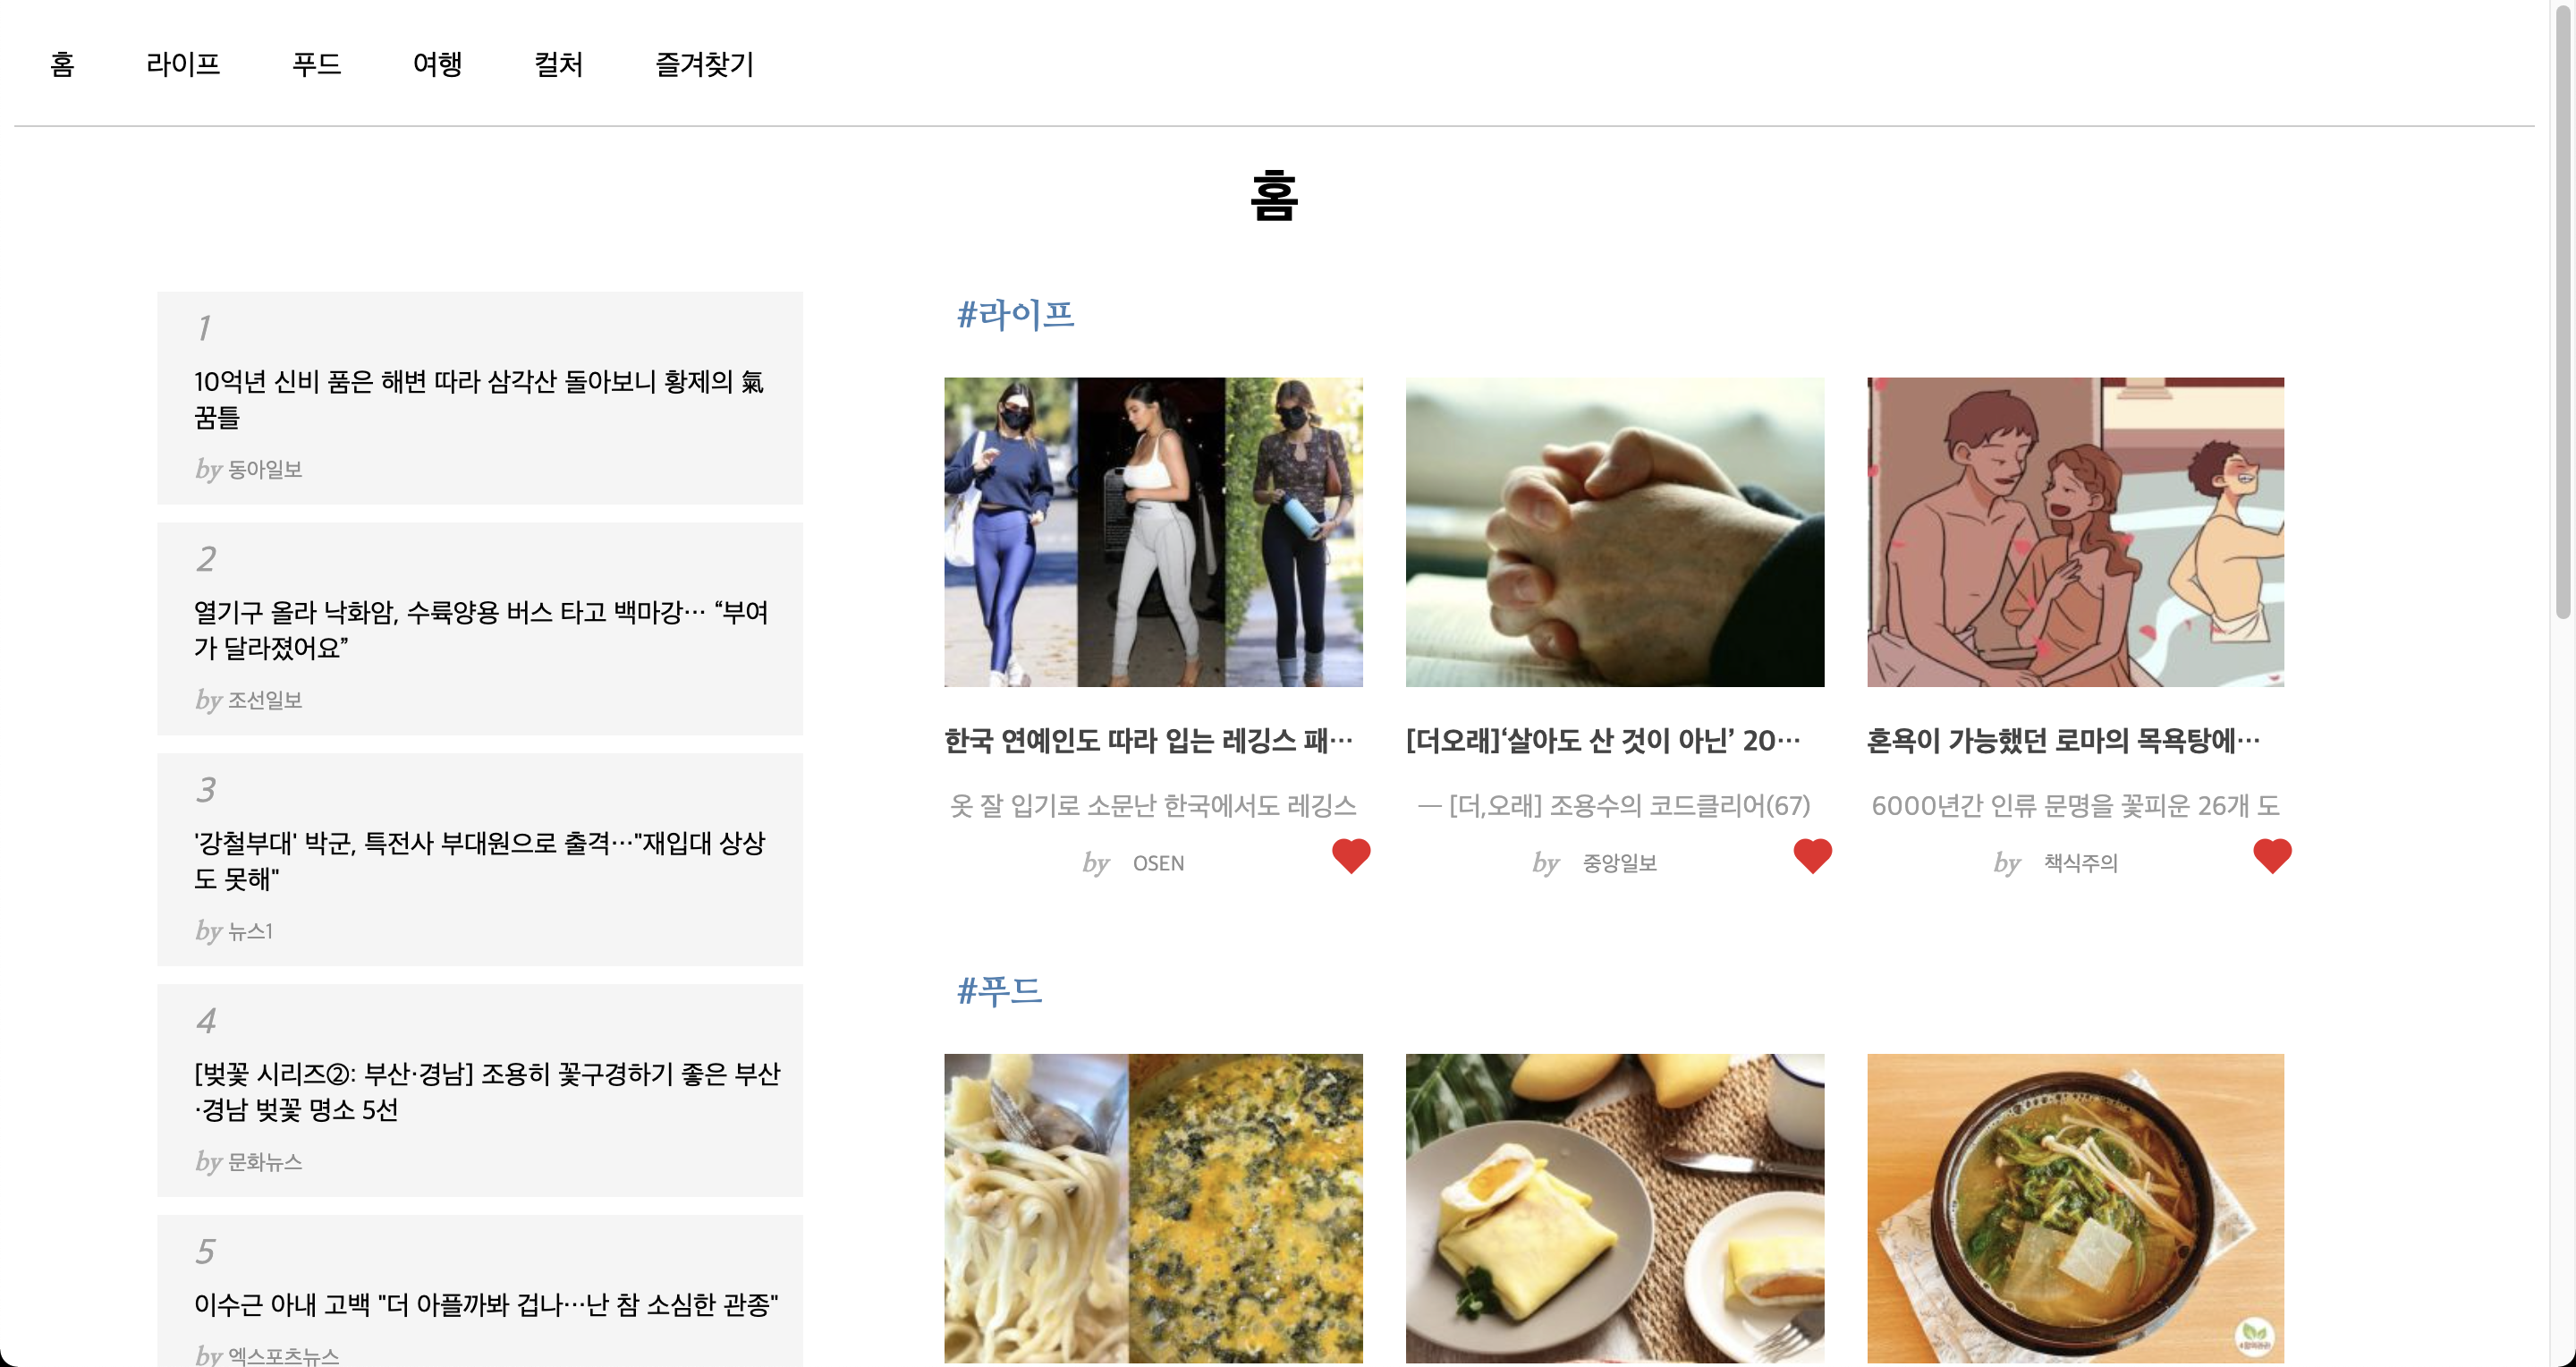 홈 라이프 푸드 여행 컬처 즐겨찾기
홈
1
10억년 신비 품은 해변 따라 삼각산 돌아보니 황제의 氣
꿈틀
by 동아일보
2
열기구 올라 낙화암, 수륙양용 버스 타고 백마강… “부여
가 달라졌어요”
by 조선일보
3
'강철부대' 박군, 특전사 부대원으로 출격…"재입대 상상
도 못해"
by 뉴스1
4
[벚꽃 시리즈②: 부산·경남] 조용히 꽃구경하기 좋은 부산
·경남 벚꽃 명소 5선
by 문화뉴스
5
이수근 아내 고백 "더 아플까봐 겁나…난 참 소심한 관종"
by 엑스포츠뉴스
#라이프
한국 연예인도 따라 입는 레깅스 패…
옷 잘 입기로 소문난 한국에서도 레깅스
by OSEN
[더오래]‘살아도 산 것이 아닌’ 20…
— [더,오래] 조용수의 코드클리어(67)
by 중앙일보
혼욕이 가능했던 로마의 목욕탕에…
6000년간 인류 문명을 꽃피운 26개 도
by 책식주의
#푸드